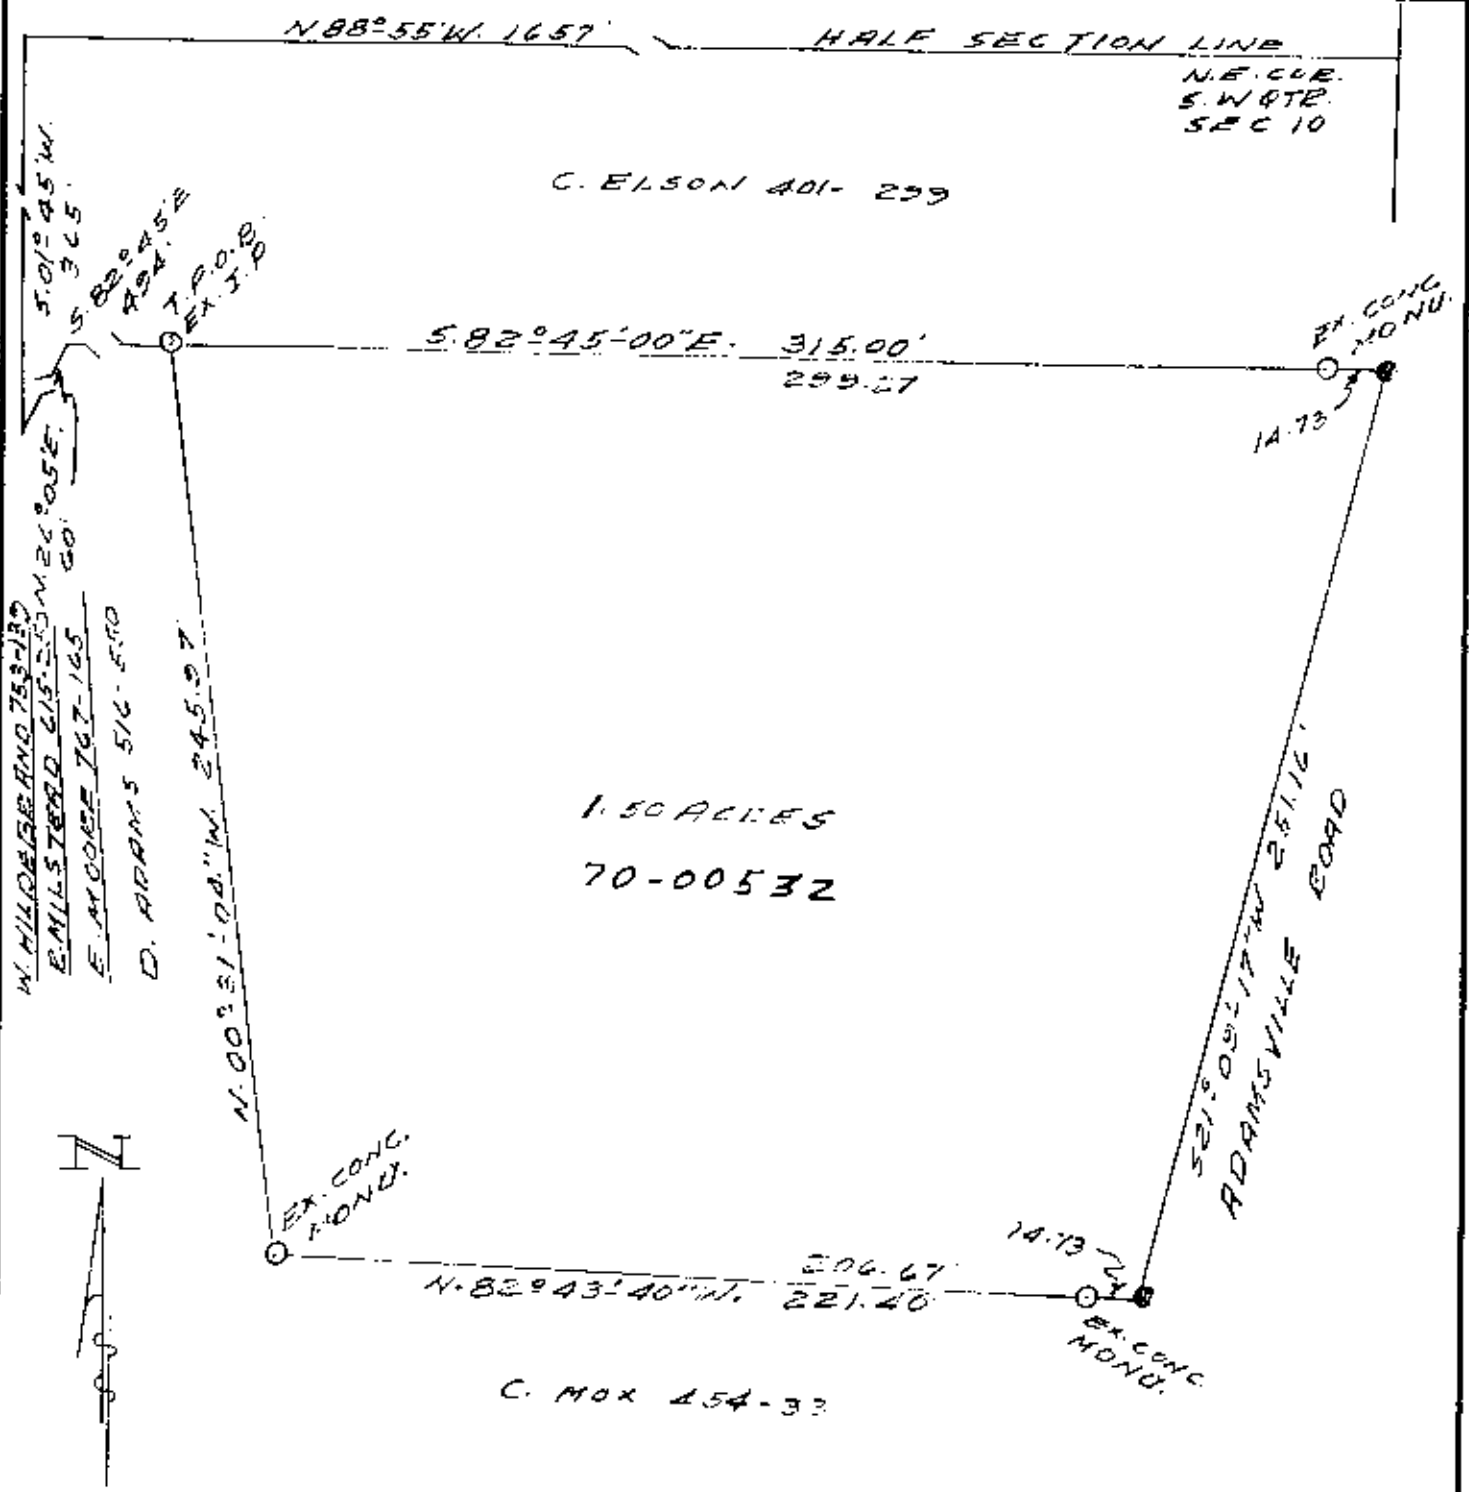 N 88°55'W. 1657'
HALF SECTION LINE
N.E. COR.
S.W QTR.
SEC 10
C. ELSON 401-299
S.01°45'W.
365'
S.82°45'E
494'
T.P.O.B.
EX. I.P
S.82°45'-00"E. 315.00'
EX. CONC.
MONU.
299.27
14.73
N.26°05'E.
60'
W. HILDEBRAND 753-139
R. MILSTEAD 615-
E. MOORE 767-165
D. ADAMS 516-
N.00°31'-04"W. 245.97
1.50 ACRES
70-00532
S21°09'-17"W 251.16'
ADAMSVILLE ROAD
N
EX. CONC.
MONU.
14.73
206.67'
N.82°43'-40"W. 221.40
EX. CONC.
MONU.
C. MOX 454-33